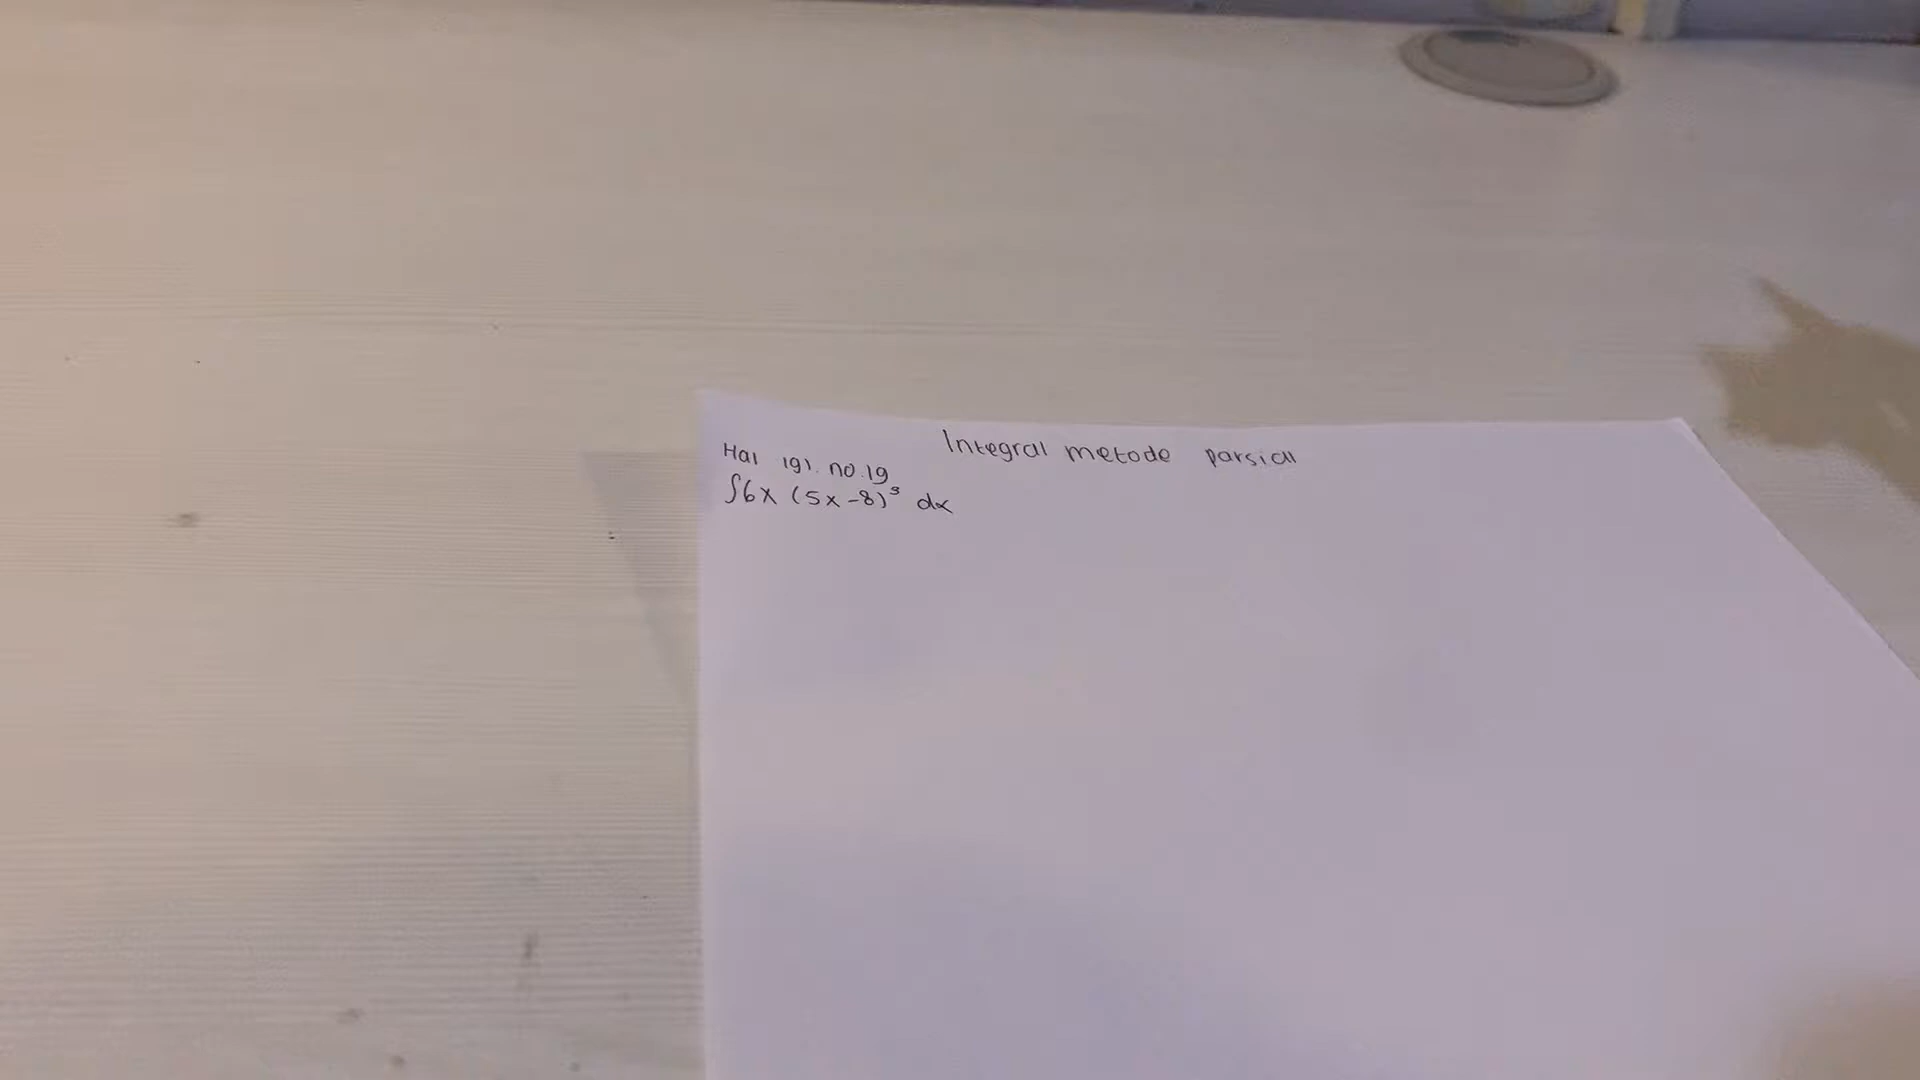 Integral metode parsial
Hal 191. no.19
∫6x (5x-8)³ dx